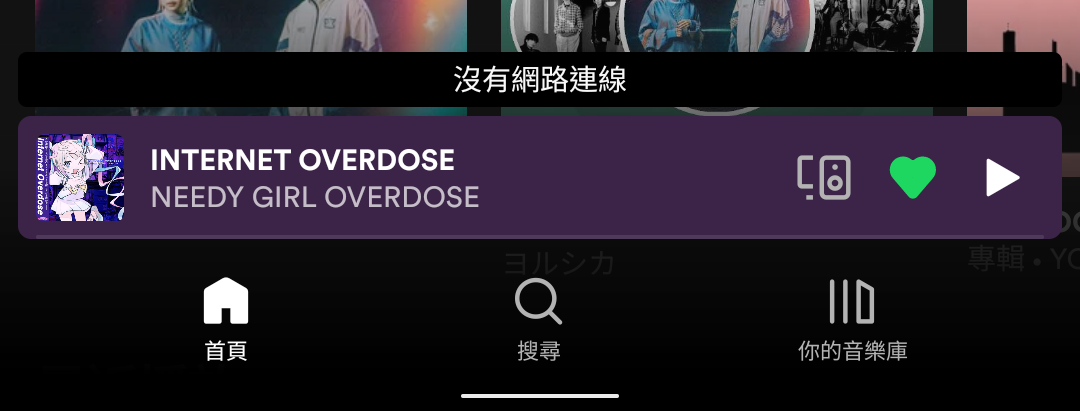 沒有網路連線
Internet Overdose
INTERNET OVERDOSE
NEEDY GIRL OVERDOSE
ヨルシカ
專輯 • YO
首頁
搜尋
你的音樂庫